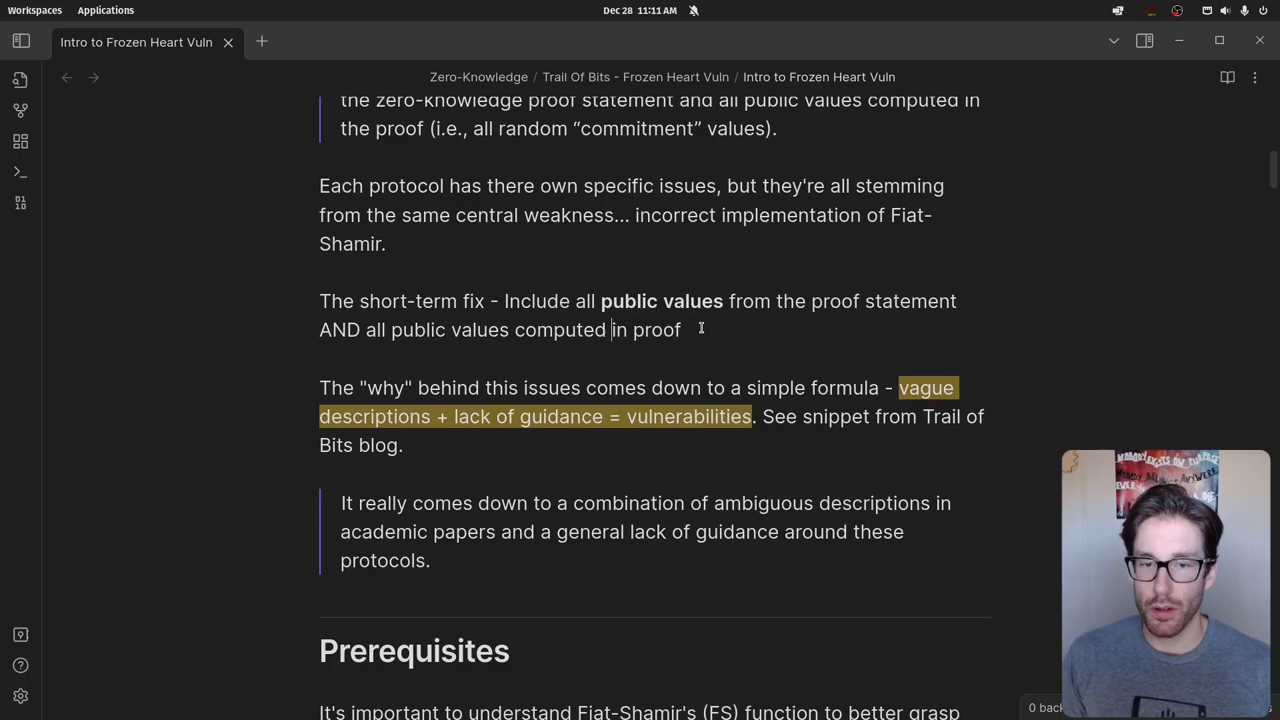 Workspaces Applications Dec 28 11:11 AM
Intro to Frozen Heart Vuln
Zero-Knowledge / Trail Of Bits - Frozen Heart Vuln / Intro to Frozen Heart Vuln
the zero-knowledge proof statement and all public values computed in
the proof (i.e., all random “commitment” values).
Each protocol has there own specific issues, but they're all stemming
from the same central weakness... incorrect implementation of Fiat-
Shamir.
The short-term fix - Include all public values from the proof statement
AND all public values computed in proof
The "why" behind this issues comes down to a simple formula - vague
descriptions + lack of guidance = vulnerabilities. See snippet from Trail of
Bits blog.
It really comes down to a combination of ambiguous descriptions in
academic papers and a general lack of guidance around these
protocols.
Prerequisites
It's important to understand Fiat-Shamir's (FS) function to better grasp
0 back
NOBODY EXISTS ON PURPOSE